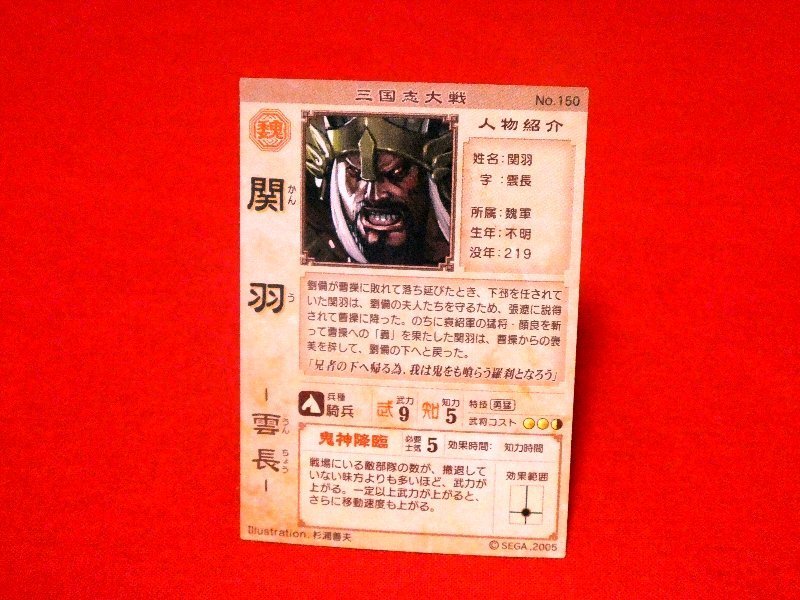 三国志大戦 No.150
魏
関羽
かん
う
-雲長-
うん
ちょう
人物紹介
姓名:関羽
字:雲長
所属:魏軍
生年:不明
没年:219
劉備が曹操に敗れて落ち延びたとき、下邳を任されて
いた関羽は、劉備の夫人たちを守るため、張遼に説得
されて曹操に降った。のちに袁紹軍の猛将・顔良を斬
って曹操への「義」を果たした関羽は、曹操からの褒
美を辞して、劉備の下へと戻った。
「兄者の下へ帰る為、我は鬼をも喰らう羅刹となろう」
兵種 騎兵 武 武力 9 知 知力 5 特技 勇猛
武将コスト
鬼神降臨 必要士気 5 効果時間: 知力時間
戦場にいる敵部隊の数が、撤退して
いない味方よりも多いほど、武力が
上がる。一定以上武力が上がると、
さらに移動速度も上がる。
効果範囲
Illustration. 杉浦善夫
©SEGA,2005